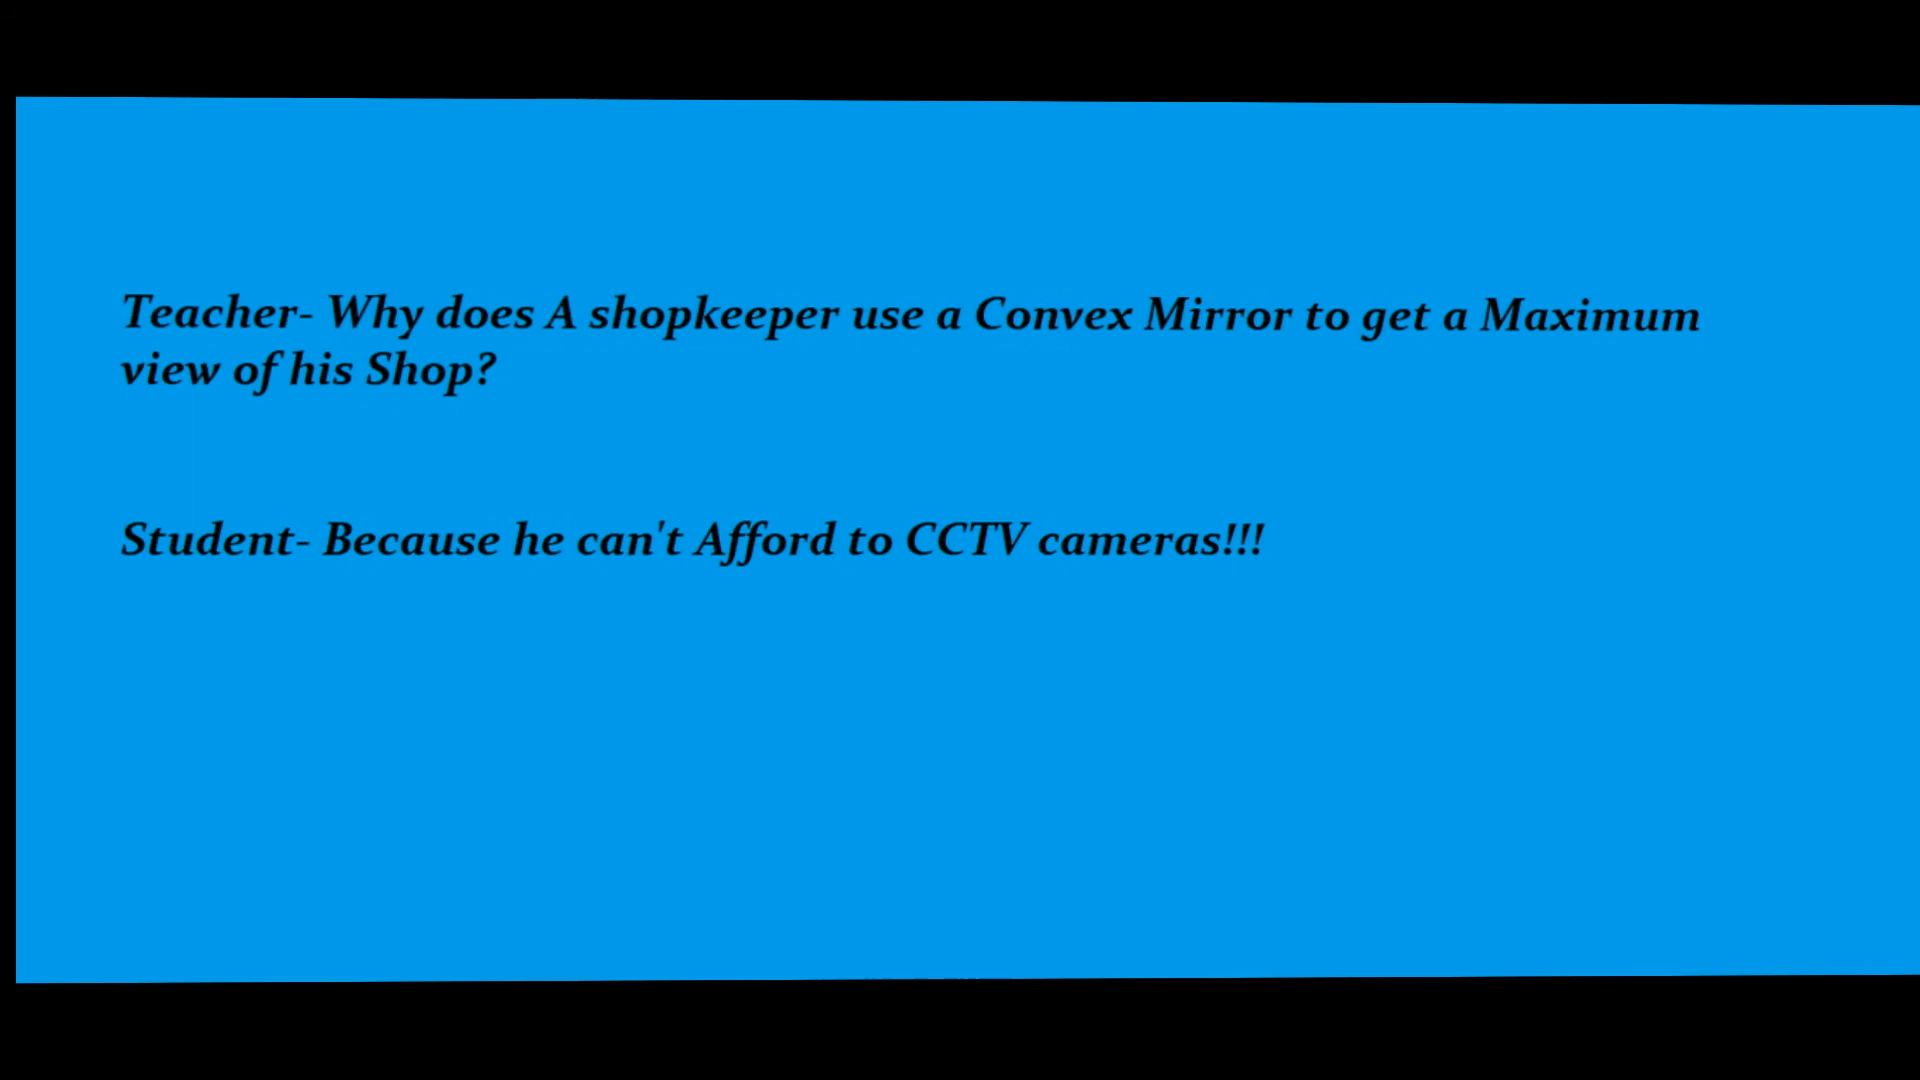 Teacher- Why does A shopkeeper use a Convex Mirror to get a Maximum
view of his Shop?
Student- Because he can't Afford to CCTV cameras!!!